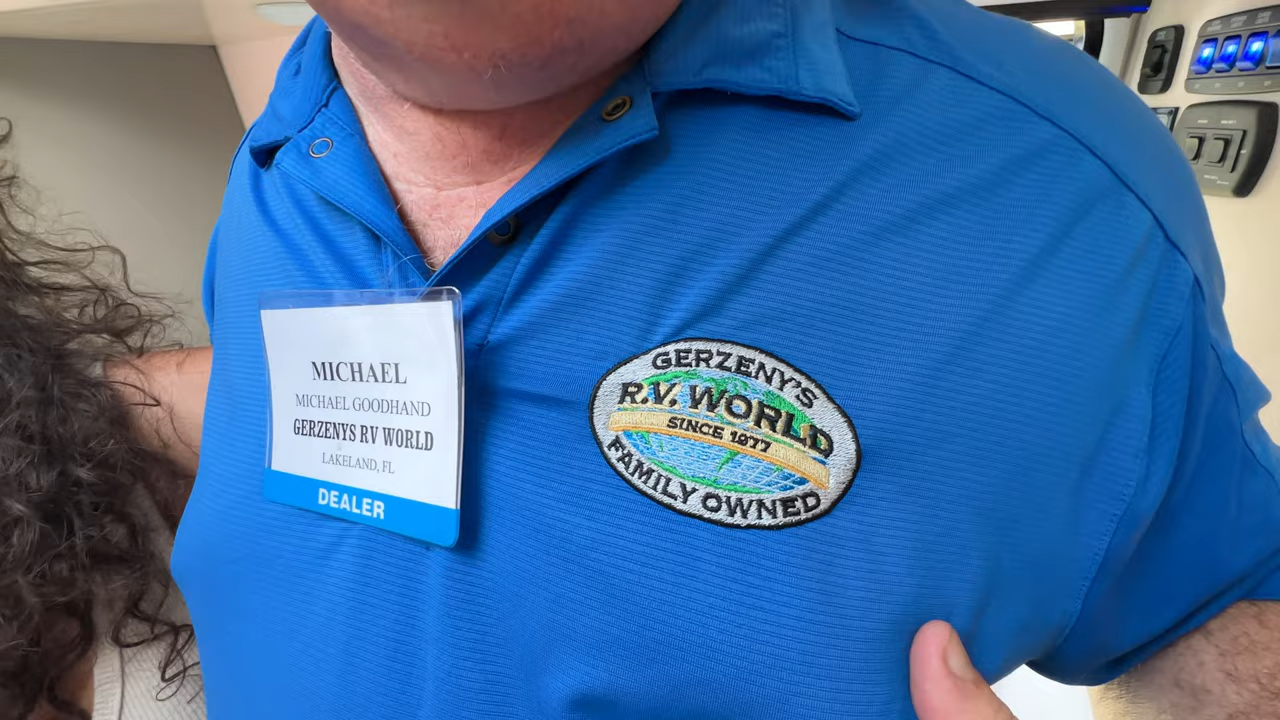 MICHAEL
MICHAEL GOODHAND
GERZENYS RV WORLD
LAKELAND, FL
DEALER
GERZENY'S
R.V. WORLD
SINCE 1977
FAMILY OWNED